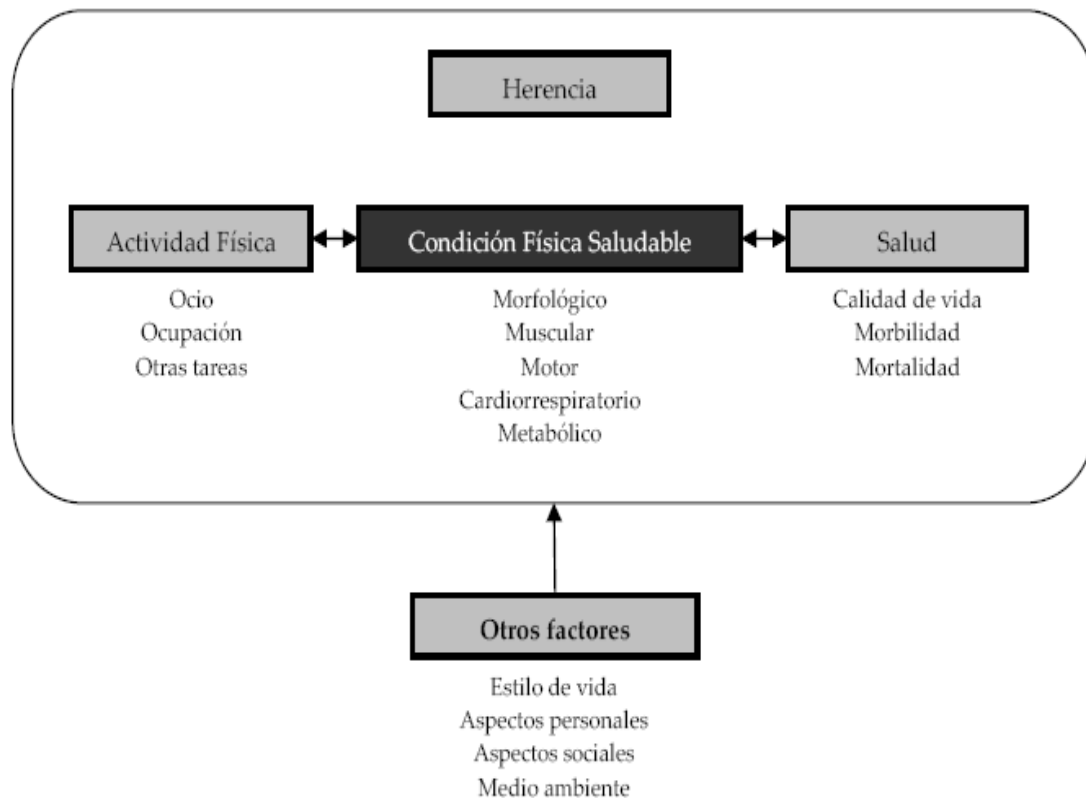 Herencia
Actividad Física
Condición Física Saludable
Salud
Ocio
Ocupación
Otras tareas
Morfológico
Muscular
Motor
Cardiorrespiratorio
Metabólico
Calidad de vida
Morbilidad
Mortalidad
Otros factores
Estilo de vida
Aspectos personales
Aspectos sociales
Medio ambiente